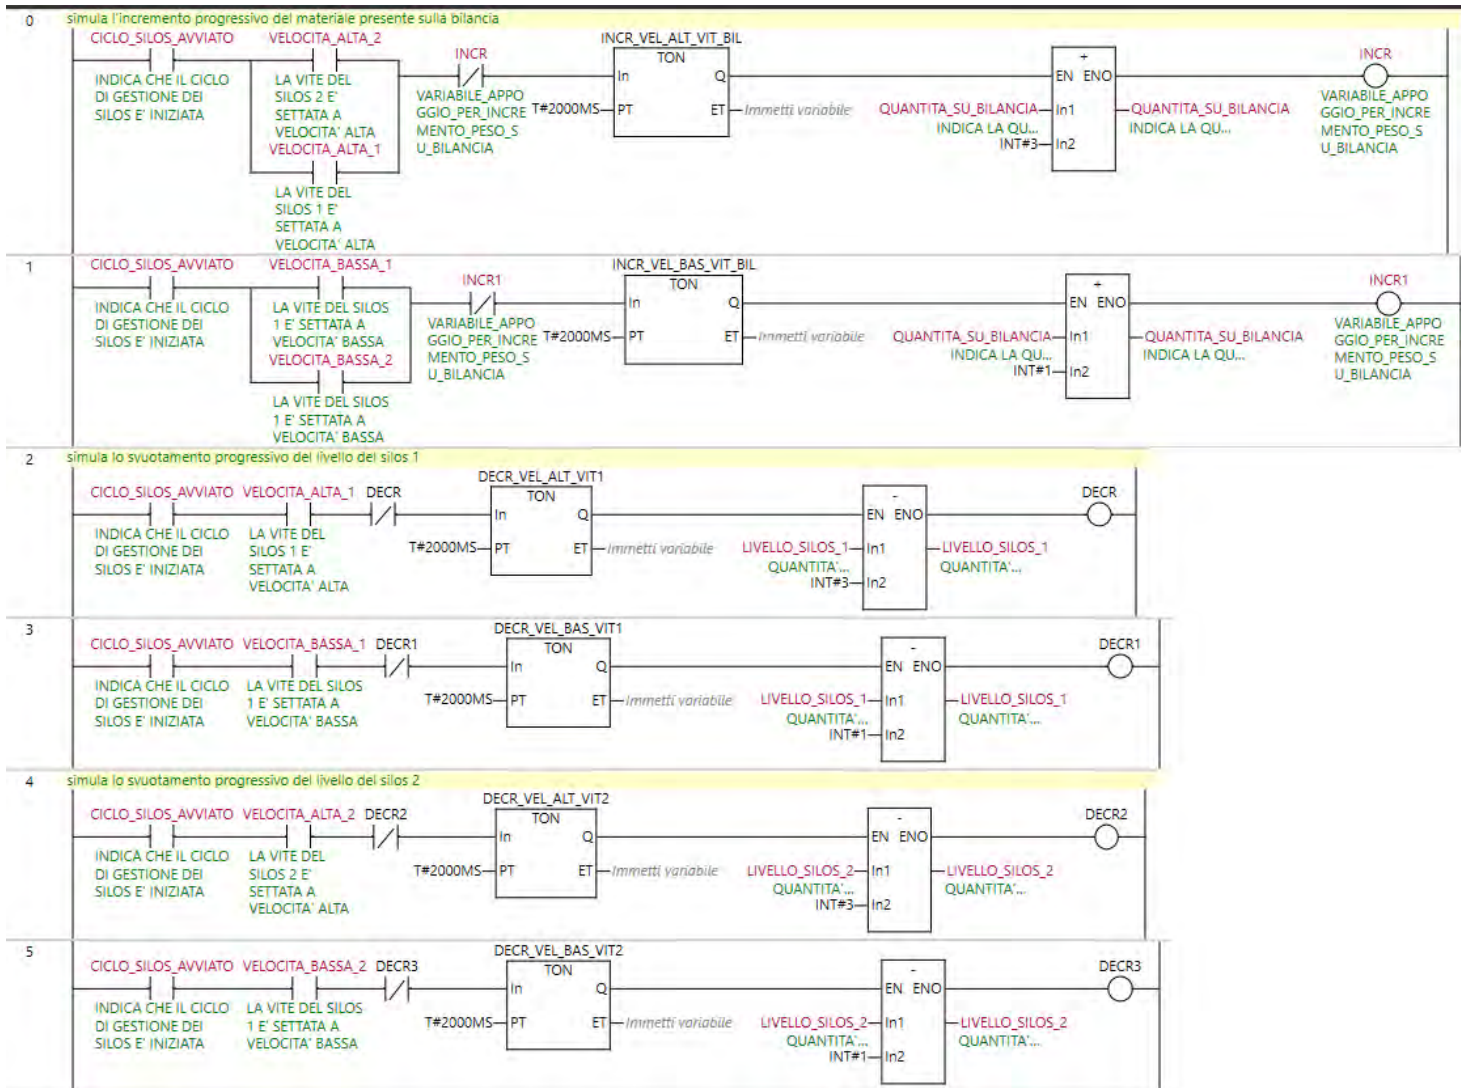 0 simula l'incremento progressivo del materiale presente sulla bilancia
CICLO_SILOS_AVVIATO VELOCITA_ALTA_2 INCR_VEL_ALT_VIT_BIL
INCR TON + INCR
In Q EN ENO
INDICA CHE IL CICLO
DI GESTIONE DEI
SILOS E' INIZIATA
LA VITE DEL
SILOS 2 E'
SETTATA A
VELOCITA' ALTA
VELOCITA_ALTA_1
LA VITE DEL
SILOS 1 E'
SETTATA A
VELOCITA' ALTA
VARIABILE_APPO
GGIO_PER_INCRE
MENTO_PESO_S
U_BILANCIA
T#2000MS PT ET Immetti variabile
QUANTITA_SU_BILANCIA In1 QUANTITA_SU_BILANCIA
INDICA LA QU... INDICA LA QU...
INT#3 In2
VARIABILE_APPO
GGIO_PER_INCRE
MENTO_PESO_S
U_BILANCIA
1
CICLO_SILOS_AVVIATO VELOCITA_BASSA_1 INCR_VEL_BAS_VIT_BIL
INCR1 TON + INCR1
In Q EN ENO
INDICA CHE IL CICLO
DI GESTIONE DEI
SILOS E' INIZIATA
LA VITE DEL SILOS
1 E' SETTATA A
VELOCITA' BASSA
VELOCITA_BASSA_2
LA VITE DEL SILOS
1 E' SETTATA A
VELOCITA' BASSA
VARIABILE_APPO
GGIO_PER_INCRE
MENTO_PESO_S
U_BILANCIA
T#2000MS PT ET Immetti variabile
QUANTITA_SU_BILANCIA In1 QUANTITA_SU_BILANCIA
INDICA LA QU... INDICA LA QU...
INT#1 In2
VARIABILE_APPO
GGIO_PER_INCRE
MENTO_PESO_S
U_BILANCIA
2 simula lo svuotamento progressivo del livello del silos 1
DECR_VEL_ALT_VIT1
CICLO_SILOS_AVVIATO VELOCITA_ALTA_1 DECR TON - DECR
In Q EN ENO
INDICA CHE IL CICLO
DI GESTIONE DEI
SILOS E' INIZIATA
LA VITE DEL
SILOS 1 E'
SETTATA A
VELOCITA' ALTA
T#2000MS PT ET Immetti variabile
LIVELLO_SILOS_1 In1 LIVELLO_SILOS_1
QUANTITA'... QUANTITA'...
INT#3 In2
3
DECR_VEL_BAS_VIT1
CICLO_SILOS_AVVIATO VELOCITA_BASSA_1 DECR1 TON - DECR1
In Q EN ENO
INDICA CHE IL CICLO
DI GESTIONE DEI
SILOS E' INIZIATA
LA VITE DEL SILOS
1 E' SETTATA A
VELOCITA' BASSA
T#2000MS PT ET Immetti variabile
LIVELLO_SILOS_1 In1 LIVELLO_SILOS_1
QUANTITA'... QUANTITA'...
INT#1 In2
4 simula lo svuotamento progressivo del livello del silos 2
DECR_VEL_ALT_VIT2
CICLO_SILOS_AVVIATO VELOCITA_ALTA_2 DECR2 TON - DECR2
In Q EN ENO
INDICA CHE IL CICLO
DI GESTIONE DEI
SILOS E' INIZIATA
LA VITE DEL
SILOS 2 E'
SETTATA A
VELOCITA' ALTA
T#2000MS PT ET Immetti variabile
LIVELLO_SILOS_2 In1 LIVELLO_SILOS_2
QUANTITA'... QUANTITA'...
INT#3 In2
5
DECR_VEL_BAS_VIT2
CICLO_SILOS_AVVIATO VELOCITA_BASSA_2 DECR3 TON - DECR3
In Q EN ENO
INDICA CHE IL CICLO
DI GESTIONE DEI
SILOS E' INIZIATA
LA VITE DEL SILOS
1 E' SETTATA A
VELOCITA' BASSA
T#2000MS PT ET Immetti variabile
LIVELLO_SILOS_2 In1 LIVELLO_SILOS_2
QUANTITA'... QUANTITA'...
INT#1 In2